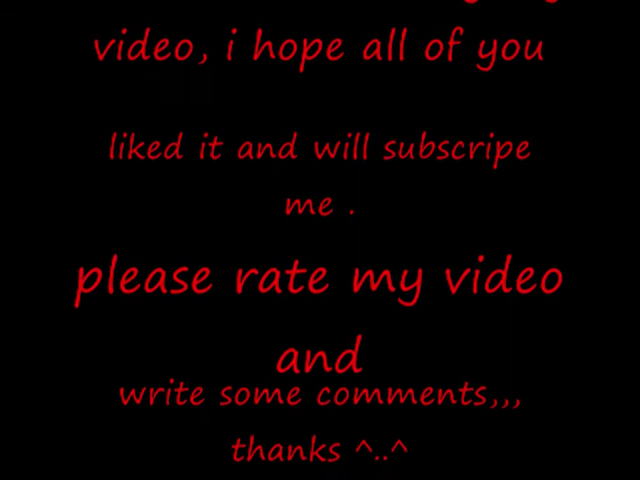 video, i hope all of you
liked it and will subscripe
me .
please rate my video
and
write some comments,,,
thanks ^..^